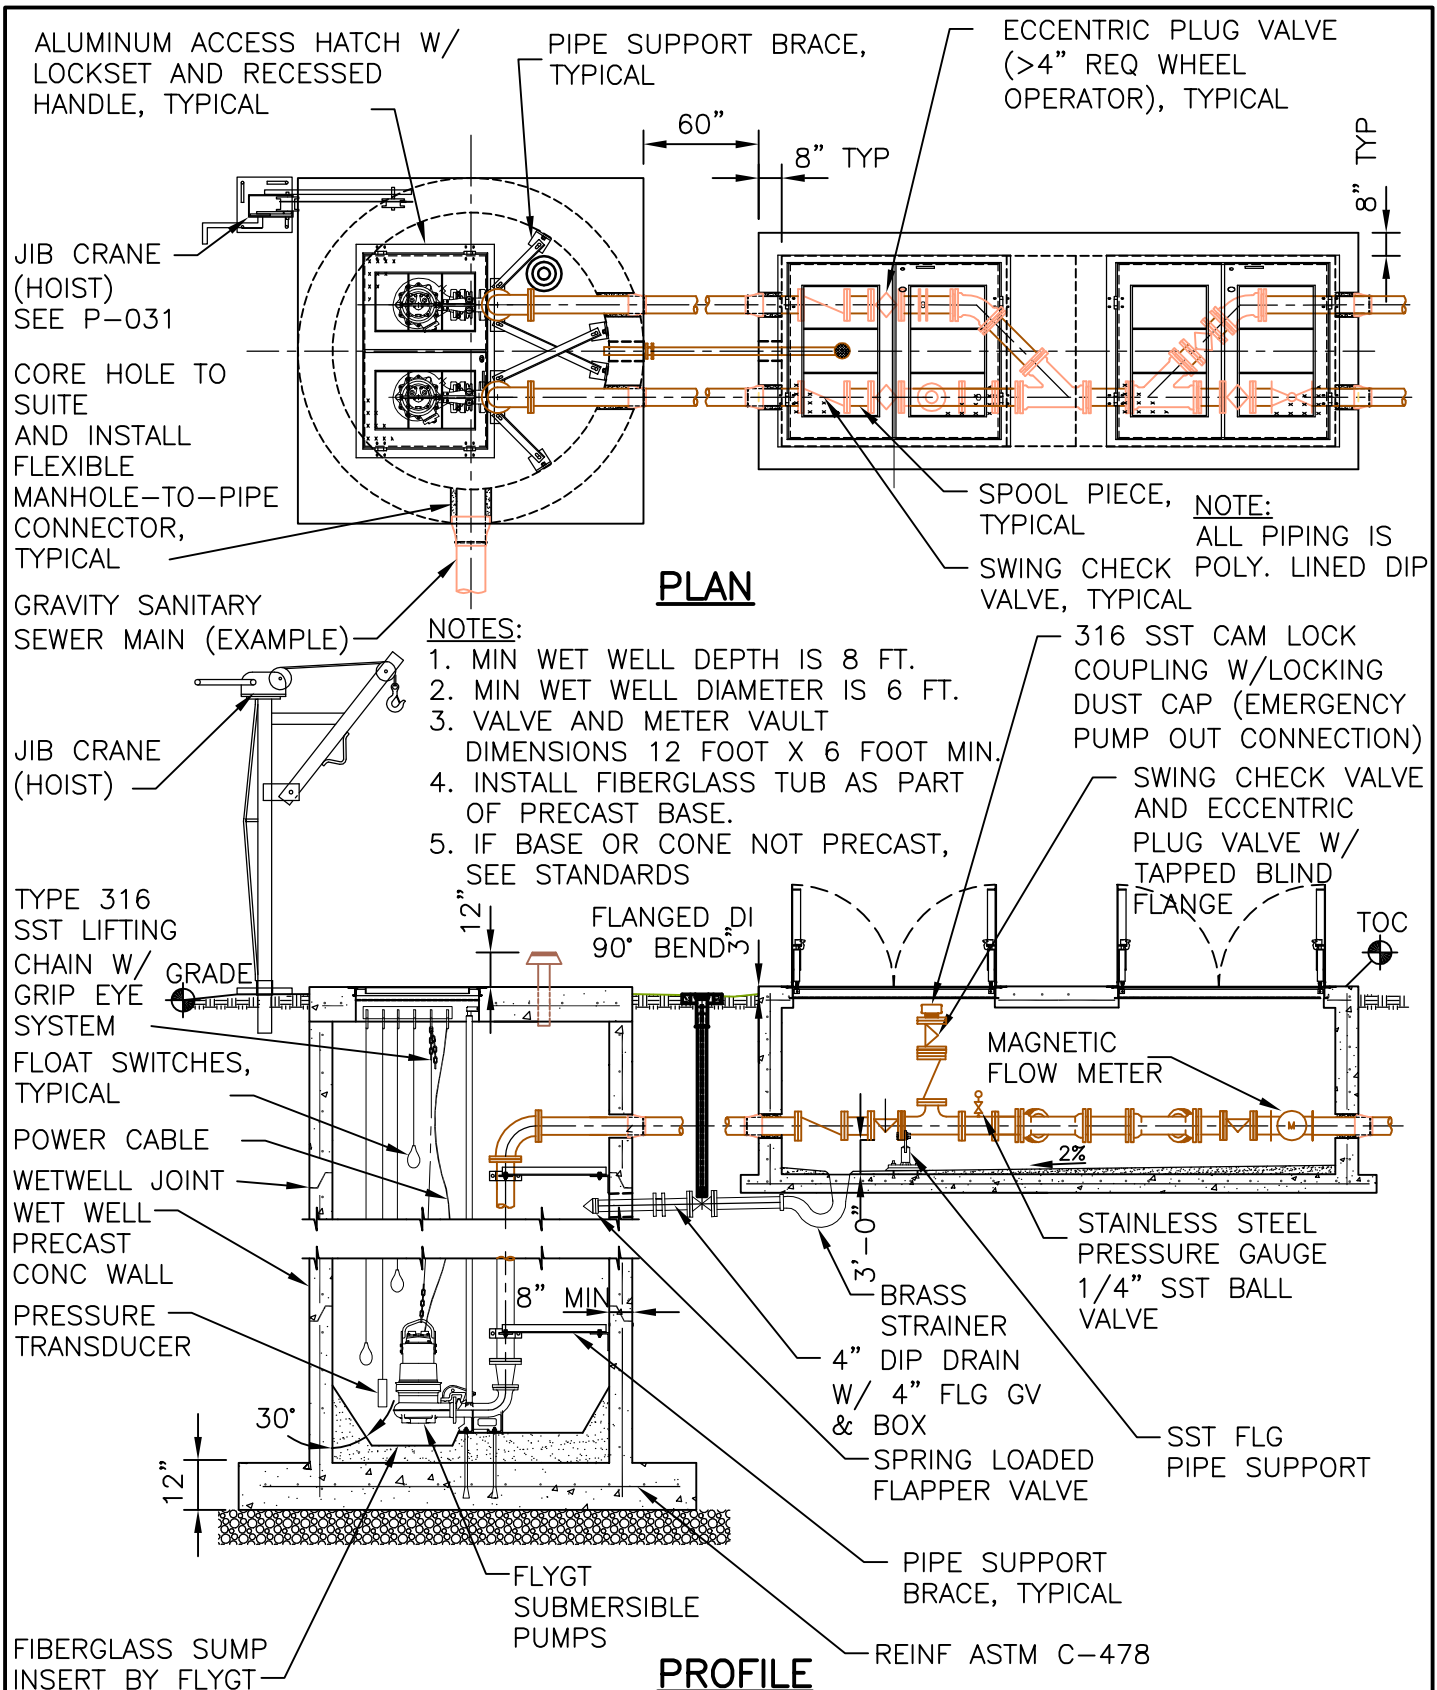 ALUMINUM ACCESS HATCH W/
LOCKSET AND RECESSED
HANDLE, TYPICAL
PIPE SUPPORT BRACE,
TYPICAL
ECCENTRIC PLUG VALVE
(>4" REQ WHEEL
OPERATOR), TYPICAL
60"
8" TYP
8" TYP
JIB CRANE
(HOIST)
SEE P-031
CORE HOLE TO
SUITE
AND INSTALL
FLEXIBLE
MANHOLE-TO-PIPE
CONNECTOR,
TYPICAL
GRAVITY SANITARY
SEWER MAIN (EXAMPLE)
SPOOL PIECE,
TYPICAL
NOTE:
ALL PIPING IS
POLY. LINED DIP
SWING CHECK
VALVE, TYPICAL
PLAN
NOTES:
1. MIN WET WELL DEPTH IS 8 FT.
2. MIN WET WELL DIAMETER IS 6 FT.
3. VALVE AND METER VAULT
DIMENSIONS 12 FOOT X 6 FOOT MIN.
4. INSTALL FIBERGLASS TUB AS PART
OF PRECAST BASE.
5. IF BASE OR CONE NOT PRECAST,
SEE STANDARDS
316 SST CAM LOCK
COUPLING W/LOCKING
DUST CAP (EMERGENCY
PUMP OUT CONNECTION)
SWING CHECK VALVE
AND ECCENTRIC
PLUG VALVE W/
TAPPED BLIND
FLANGE
JIB CRANE
(HOIST)
TYPE 316
SST LIFTING
CHAIN W/
GRIP EYE
SYSTEM
GRADE
12"
FLANGED DI
90° BEND
3"
TOC
FLOAT SWITCHES,
TYPICAL
POWER CABLE
WETWELL JOINT
WET WELL
PRECAST
CONC WALL
PRESSURE
TRANSDUCER
MAGNETIC
FLOW METER
M
2%
3'-0"
8" MIN
30°
12"
STAINLESS STEEL
PRESSURE GAUGE
1/4" SST BALL
VALVE
BRASS
STRAINER
4" DIP DRAIN
W/ 4" FLG GV
& BOX
SPRING LOADED
FLAPPER VALVE
SST FLG
PIPE SUPPORT
PIPE SUPPORT
BRACE, TYPICAL
FLYGT
SUBMERSIBLE
PUMPS
REINF ASTM C-478
FIBERGLASS SUMP
INSERT BY FLYGT
PROFILE